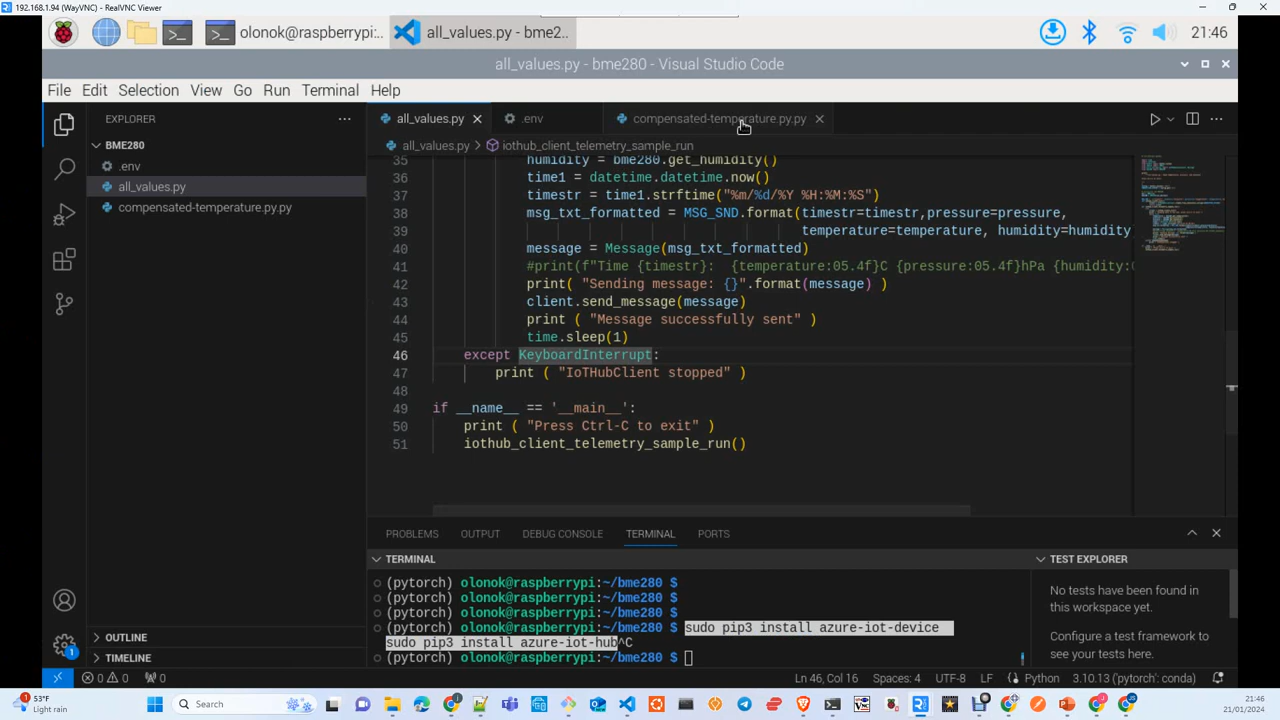 192.168.1.94 (WayVNC) - RealVNC Viewer
olonok@raspberrypi:..
all_values.py - bme2..
21:46
all_values.py - bme280 - Visual Studio Code
File Edit Selection View Go Run Terminal Help
EXPLORER
all_values.py
.env
compensated-temperature.py.py
BME280
all_values.py > iothub_client_telemetry_sample_run
.env
all_values.py
compensated-temperature.py.py
35 humidity = bme280.get_humidity()
36 time1 = datetime.datetime.now()
37 timestr = time1.strftime("%m/%d/%Y %H:%M:%S")
38 msg_txt_formatted = MSG_SND.format(timestr=timestr,pressure=pressure,
39 temperature=temperature, humidity=humidity
40 message = Message(msg_txt_formatted)
41 #print(f"Time {timestr}: {temperature:05.4f}C {pressure:05.4f}hPa {humidity:
42 print( "Sending message: {}".format(message) )
43 client.send_message(message)
44 print ( "Message successfully sent" )
45 time.sleep(1)
46 except KeyboardInterrupt:
47 print ( "IoTHubClient stopped" )
48
49 if __name__ == '__main__':
50 print ( "Press Ctrl-C to exit" )
51 iothub_client_telemetry_sample_run()
PROBLEMS OUTPUT DEBUG CONSOLE TERMINAL PORTS
TERMINAL
(pytorch) olonok@raspberrypi:~/bme280 $
(pytorch) olonok@raspberrypi:~/bme280 $
(pytorch) olonok@raspberrypi:~/bme280 $
(pytorch) olonok@raspberrypi:~/bme280 $ sudo pip3 install azure-iot-device
sudo pip3 install azure-iot-hub^C
(pytorch) olonok@raspberrypi:~/bme280 $
TEST EXPLORER
No tests have been found in
this workspace yet.
Configure a test framework to
see your tests here.
OUTLINE
TIMELINE
1
0 0 0
Ln 46, Col 16 Spaces: 4 UTF-8 LF Python 3.10.13 ('pytorch': conda)
1
53°F
Light rain
Search
21:46
21/01/2024